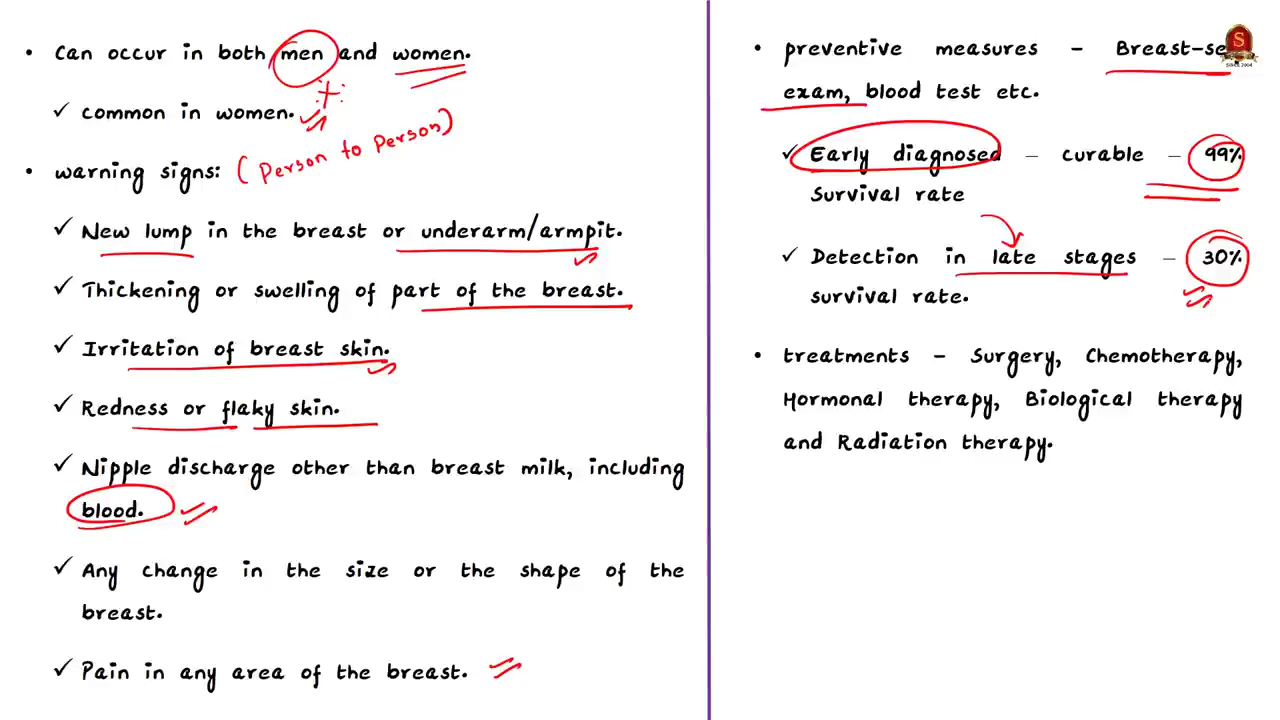 • Can occur in both men and women.
✓ common in women.
• warning signs: (Person to Person)
✓ New lump in the breast or underarm/armpit.
✓ Thickening or swelling of part of the breast.
✓ Irritation of breast skin.
✓ Redness or flaky skin.
✓ Nipple discharge other than breast milk, including
blood.
✓ Any change in the size or the shape of the
breast.
✓ Pain in any area of the breast.
• preventive measures – Breast-se
exam, blood test etc.
✓ Early diagnosed – curable – 99%
Survival rate
✓ Detection in late stages – 30%
survival rate.
• treatments – Surgery, Chemotherapy,
Hormonal therapy, Biological therapy
and Radiation therapy.
S
SINCE 2004